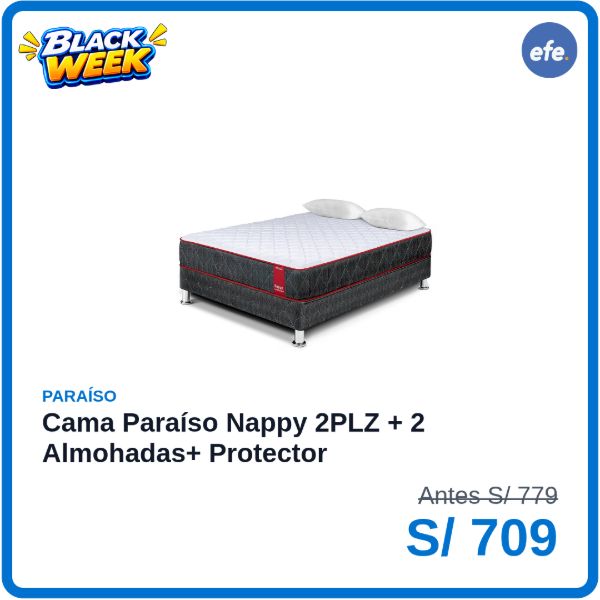 BLACK
WEEK
efe.
PARAÍSO
Cama Paraíso Nappy 2PLZ + 2
Almohadas+ Protector
Antes S/ 779
S/ 709